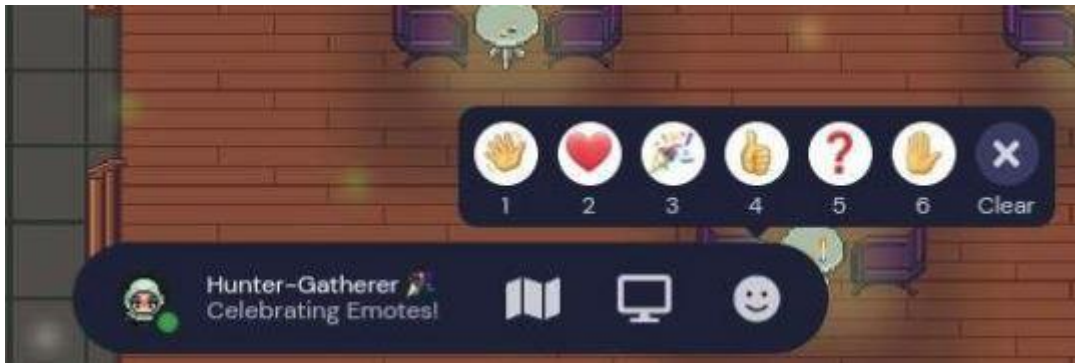 1 2 3 4 5 6 Clear
Hunter-Gatherer 🎉
Celebrating Emotes!